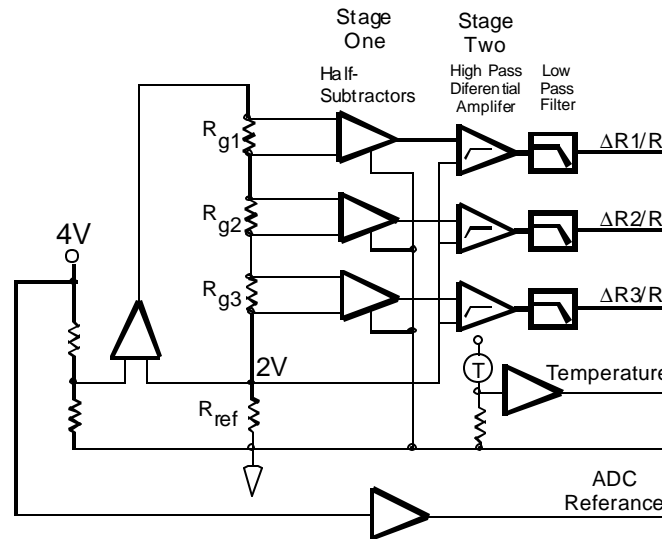 Stage
One
Stage
Two
Half-
Subtractors
High Pass
Diferential
Amplifer
Low
Pass
Filter
Rg1
ΔR1/R
Rg2
ΔR2/R
4V
Rg3
ΔR3/R
2V
T
Temperature
Rref
ADC
Referance